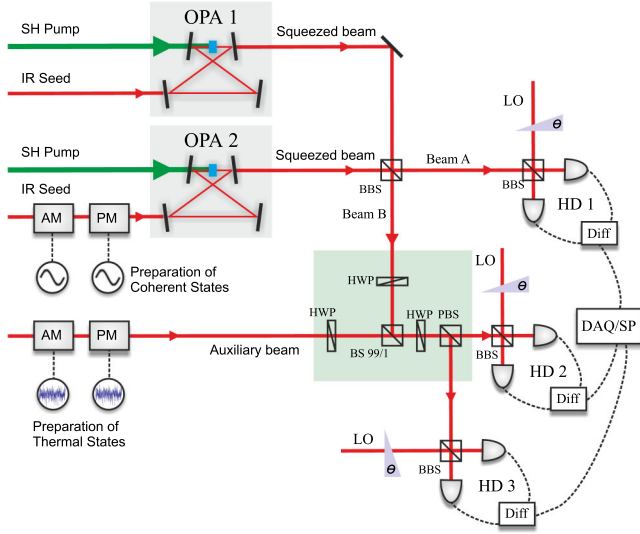 OPA 1
SH Pump
Squeezed beam
IR Seed
LO
θ
OPA 2
SH Pump
Squeezed beam
Beam A
BBS
BBS
IR Seed
HD 1
AM
PM
Beam B
Diff
LO
Preparation of
Coherent States
HWP
θ
HWP
HWP
PBS
DAQ/SP
AM
PM
Auxiliary beam
BS 99/1
BBS
HD 2
Diff
Preparation of
Thermal States
LO
θ
BBS
HD 3
Diff